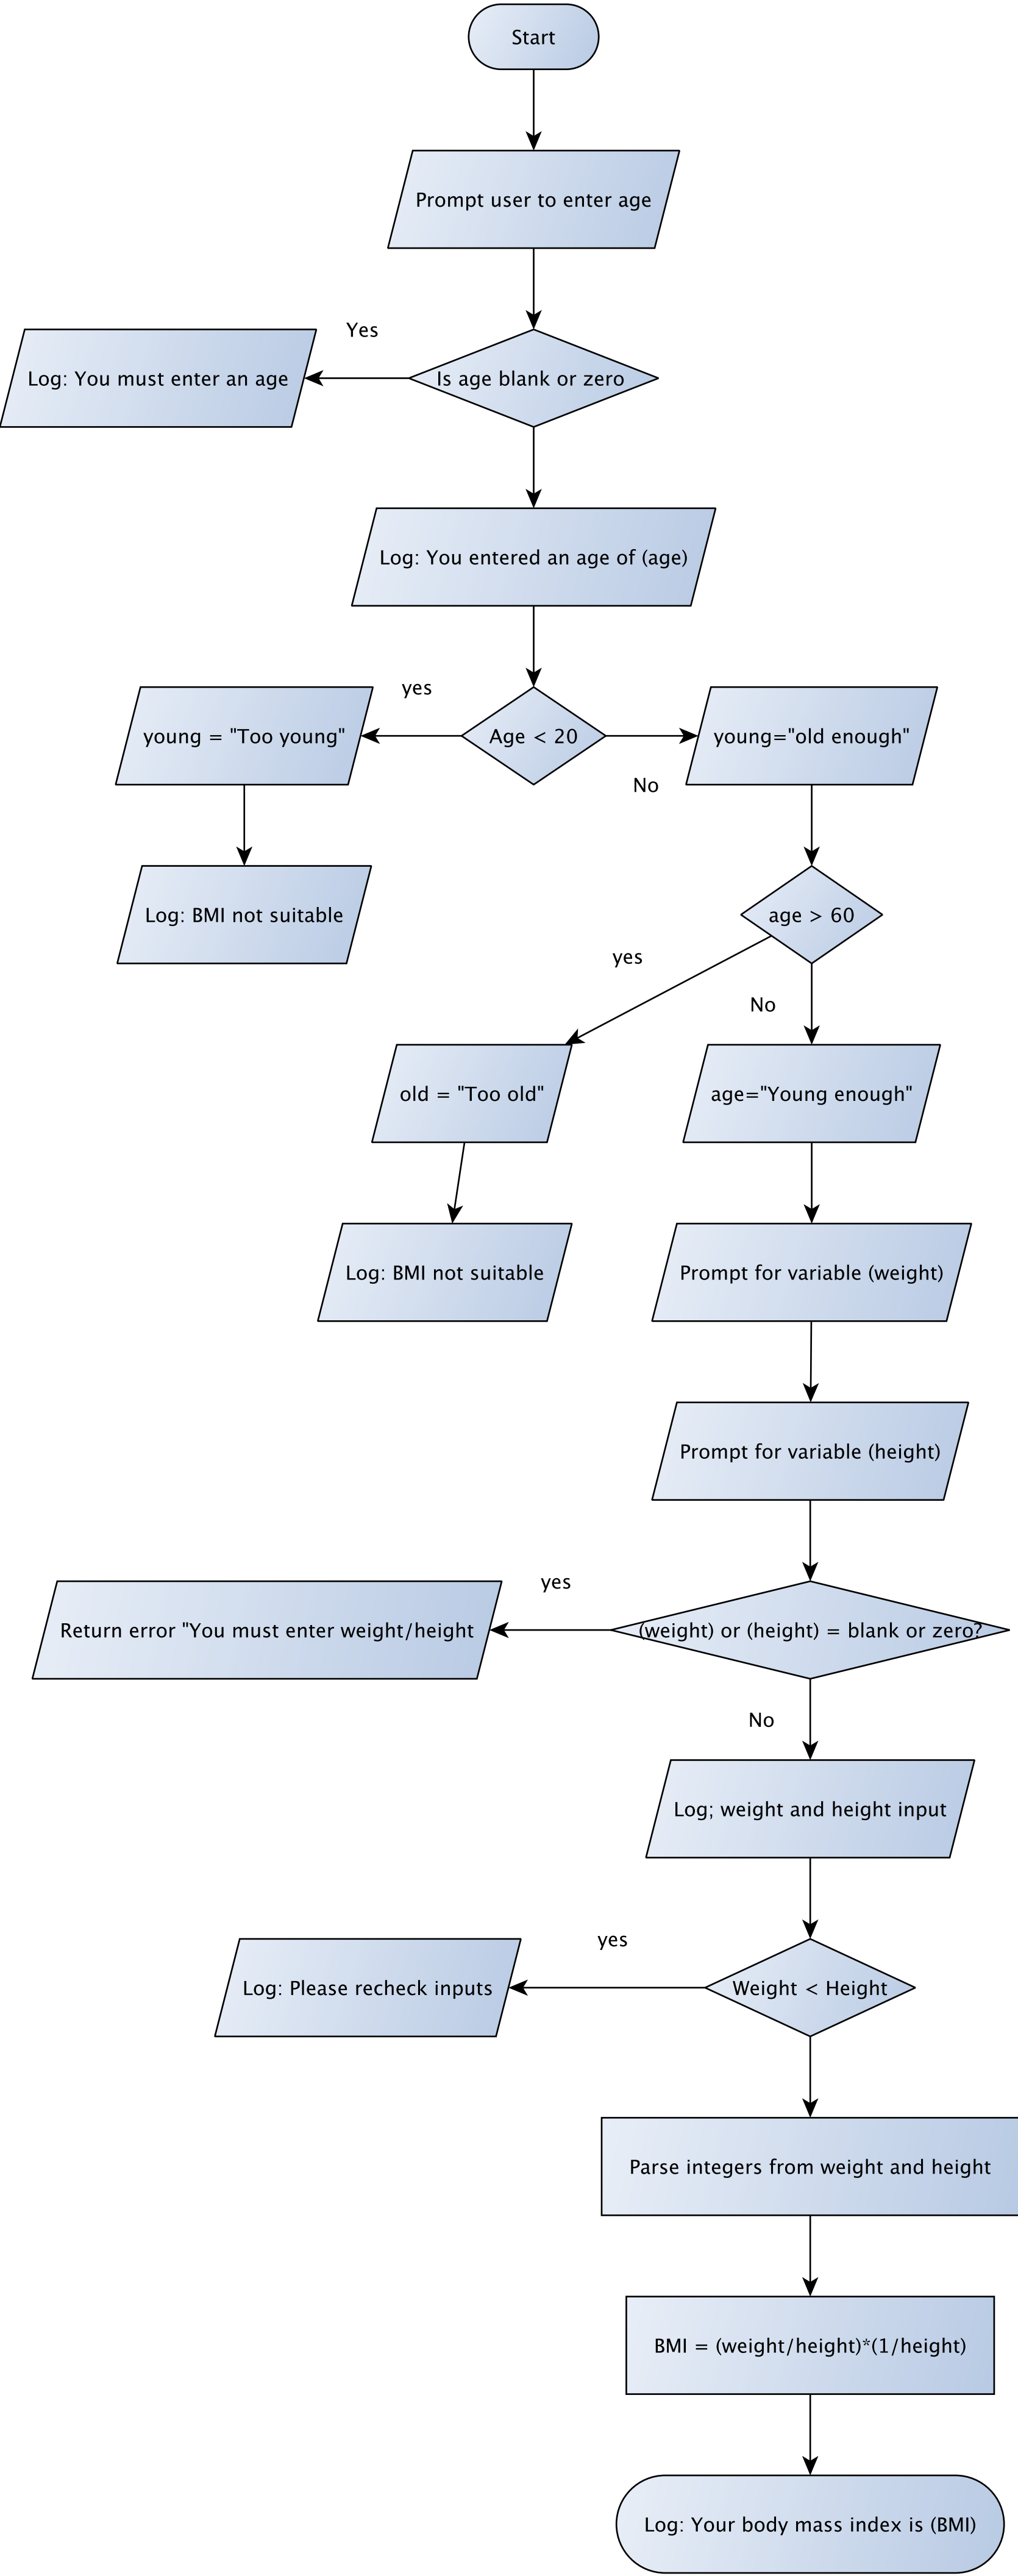 Start
Prompt user to enter age
Yes
Log: You must enter an age
Is age blank or zero
Log: You entered an age of (age)
yes
young = "Too young"
Age < 20
young="old enough"
No
Log: BMI not suitable
age > 60
yes
No
old = "Too old"
age="Young enough"
Log: BMI not suitable
Prompt for variable (weight)
Prompt for variable (height)
yes
Return error "You must enter weight/height
(weight) or (height) = blank or zero?
No
Log; weight and height input
yes
Log: Please recheck inputs
Weight < Height
Parse integers from weight and height
BMI = (weight/height)*(1/height)
Log: Your body mass index is (BMI)